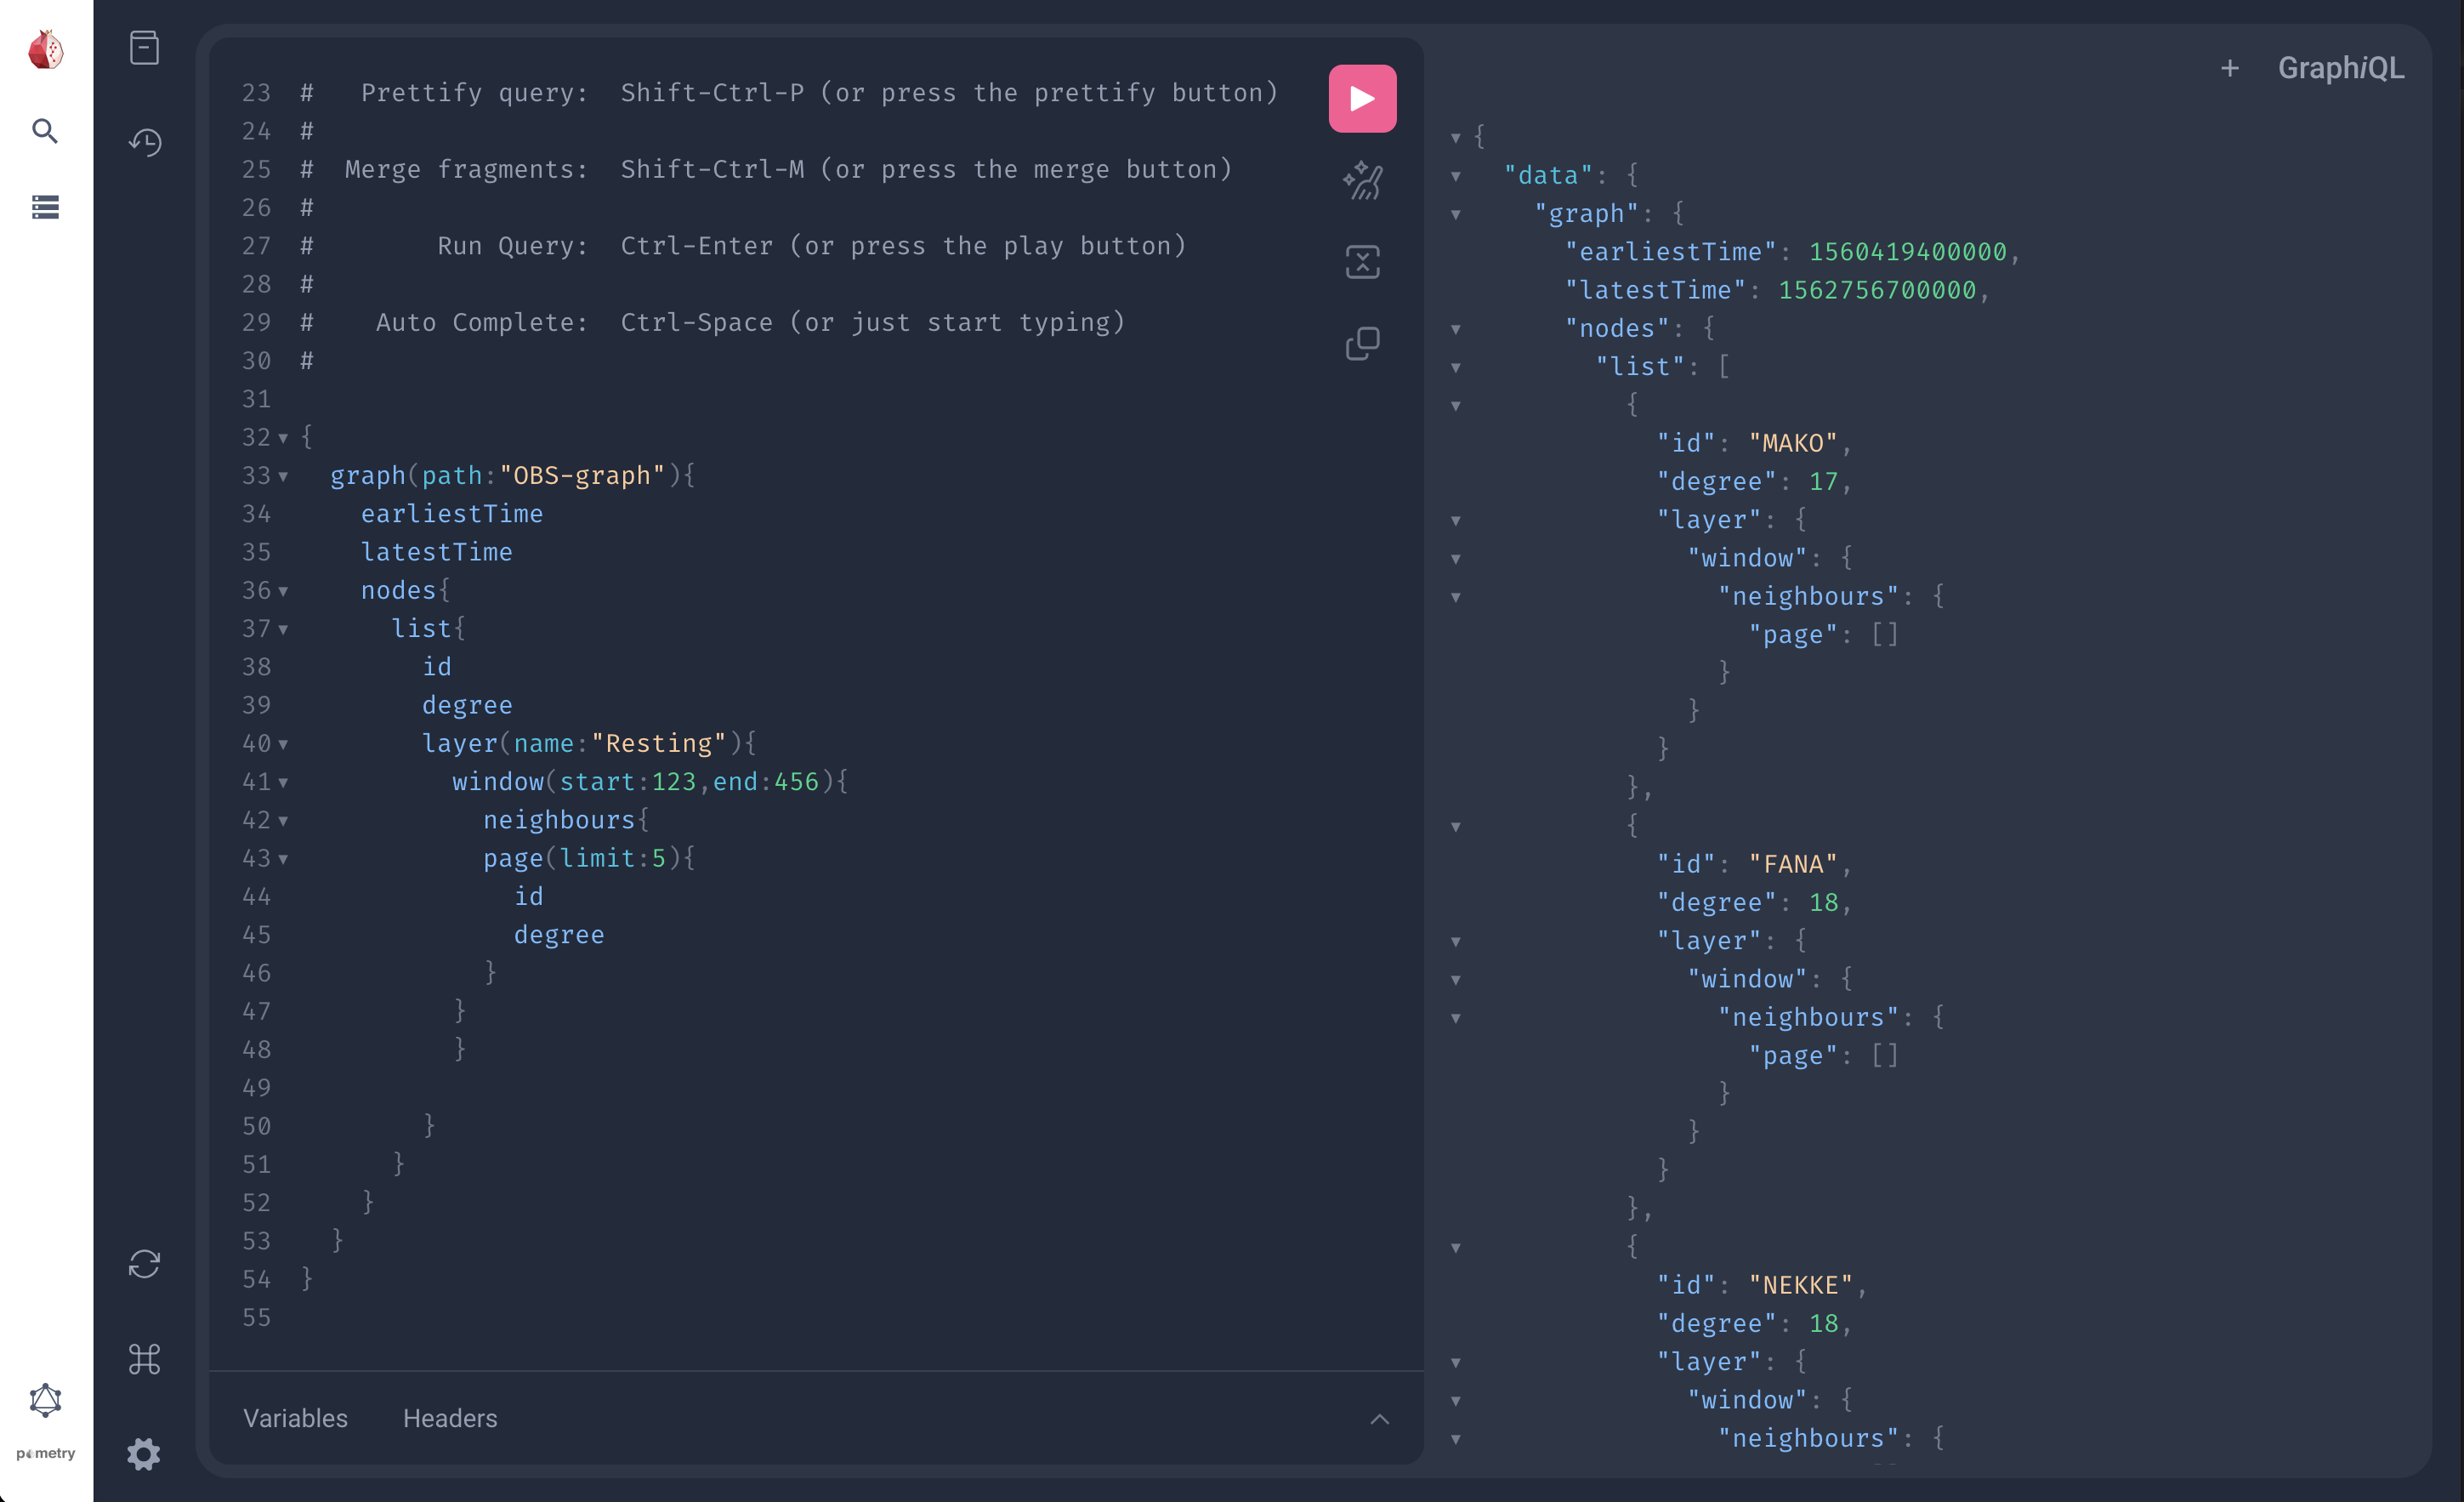 23 #   Prettify query:  Shift-Ctrl-P (or press the prettify button)
24 #
25 #  Merge fragments:  Shift-Ctrl-M (or press the merge button)
26 #
27 #        Run Query:  Ctrl-Enter (or press the play button)
28 #
29 #    Auto Complete:  Ctrl-Space (or just start typing)
30 #
31
32 {
33   graph(path:"OBS-graph"){
34     earliestTime
35     latestTime
36     nodes{
37       list{
38         id
39         degree
40         layer(name:"Resting"){
41           window(start:123,end:456){
42             neighbours{
43             page(limit:5){
44               id
45               degree
46             }
47           }
48           }
49
50         }
51       }
52     }
53   }
54 }
55
Variables Headers
pometry
+ GraphiQL
{
  "data": {
    "graph": {
      "earliestTime": 1560419400000,
      "latestTime": 1562756700000,
      "nodes": {
        "list": [
          {
            "id": "MAKO",
            "degree": 17,
            "layer": {
              "window": {
                "neighbours": {
                  "page": []
                }
              }
            }
          },
          {
            "id": "FANA",
            "degree": 18,
            "layer": {
              "window": {
                "neighbours": {
                  "page": []
                }
              }
            }
          },
          {
            "id": "NEKKE",
            "degree": 18,
            "layer": {
              "window": {
                "neighbours": {